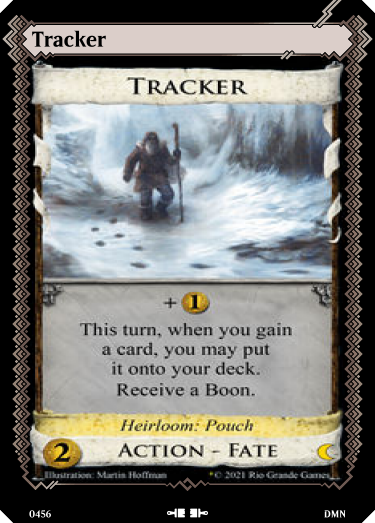 Tracker
TRACKER
+ 1
This turn, when you gain
a card, you may put
it onto your deck.
Receive a Boon.
Heirloom: Pouch
2 ACTION - FATE
Illustration: Martin Hoffman *© 2021 Rio Grande Games
0456 DMN